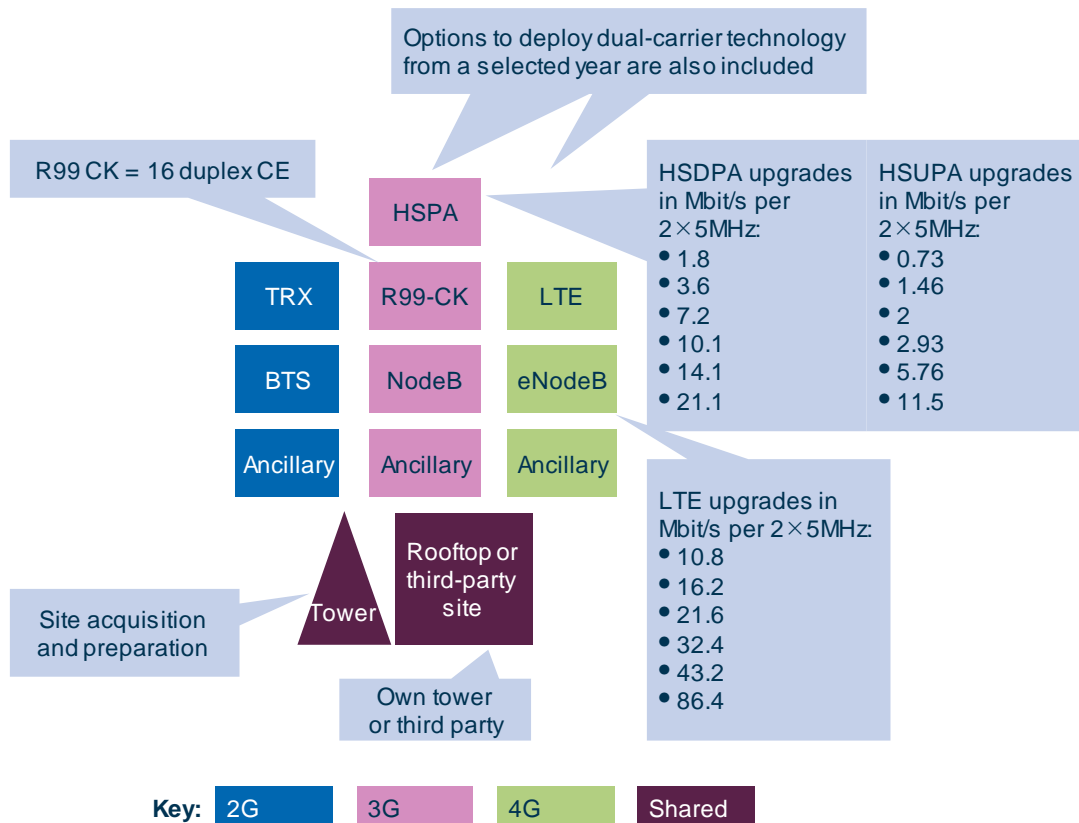 Options to deploy dual-carrier technology
from a selected year are also included
R99 CK = 16 duplex CE
HSDPA upgrades
in Mbit/s per
2×5MHz:
• 1.8
• 3.6
• 7.2
• 10.1
• 14.1
• 21.1
HSUPA upgrades
in Mbit/s per
2×5MHz:
• 0.73
• 1.46
• 2
• 2.93
• 5.76
• 11.5
HSPA
TRX
R99-CK
LTE
BTS
NodeB
eNodeB
Ancillary
Ancillary
Ancillary
LTE upgrades in
Mbit/s per 2×5MHz:
• 10.8
• 16.2
• 21.6
• 32.4
• 43.2
• 86.4
Tower
Rooftop or
third-party
site
Site acquisition
and preparation
Own tower
or third party
Key: 2G 3G 4G Shared